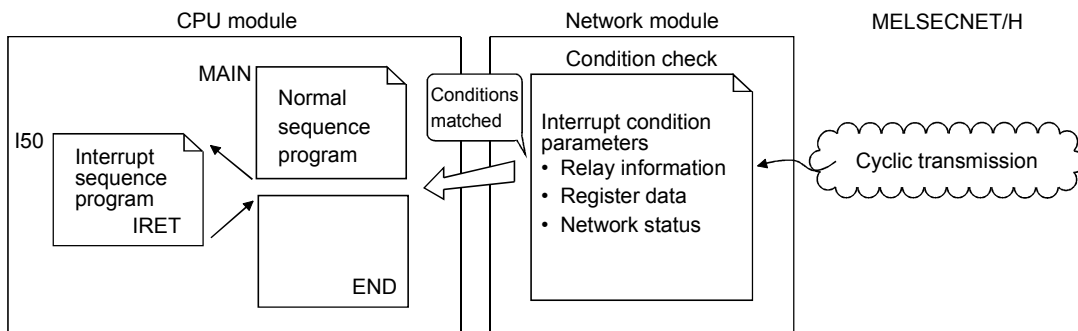 CPU module
Network module
MELSECNET/H
MAIN
Normal
sequence
program
I50
Interrupt
sequence
program
IRET
END
Conditions
matched
Condition check
Interrupt condition
parameters
• Relay information
• Register data
• Network status
Cyclic transmission